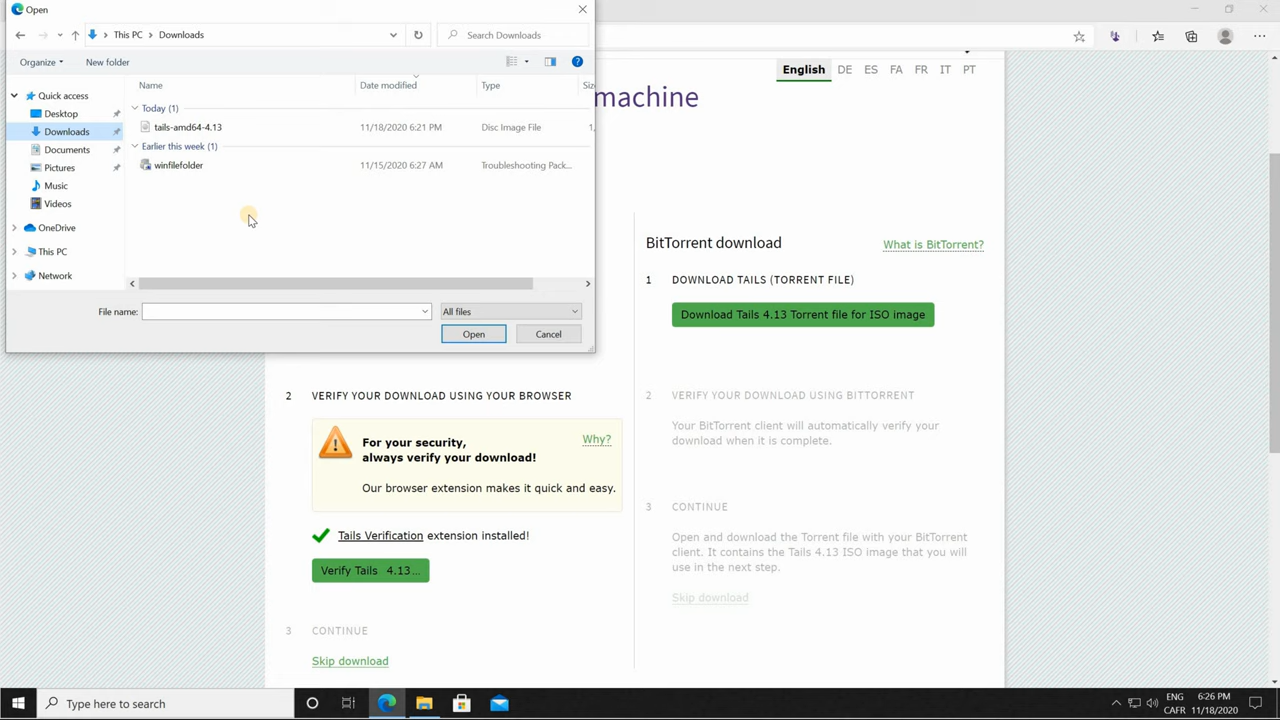 Open
This PC
Downloads
Search Downloads
Organize
New folder
Name
Date modified
Type
Siz
Quick access
Desktop
Downloads
Documents
Pictures
Music
Videos
OneDrive
This PC
Network
Today (1)
tails-amd64-4.13
11/18/2020 6:21 PM
Disc Image File
1,
Earlier this week (1)
winfilefolder
11/15/2020 6:27 AM
Troubleshooting Pack...
File name:
All files
Open
Cancel
English DE ES FA FR IT PT
machine
2 VERIFY YOUR DOWNLOAD USING YOUR BROWSER
For your security,
always verify your download!
Why?
Our browser extension makes it quick and easy.
Tails Verification extension installed!
Verify Tails 4.13...
3 CONTINUE
Skip download
BitTorrent download
What is BitTorrent?
1 DOWNLOAD TAILS (TORRENT FILE)
Download Tails 4.13 Torrent file for ISO image
2 VERIFY YOUR DOWNLOAD USING BITTORRENT
Your BitTorrent client will automatically verify your
download when it is complete.
3 CONTINUE
Open and download the Torrent file with your BitTorrent
client. It contains the Tails 4.13 ISO image that you will
use in the next step.
Skip download
Type here to search
ENG
CAFR
6:26 PM
11/18/2020